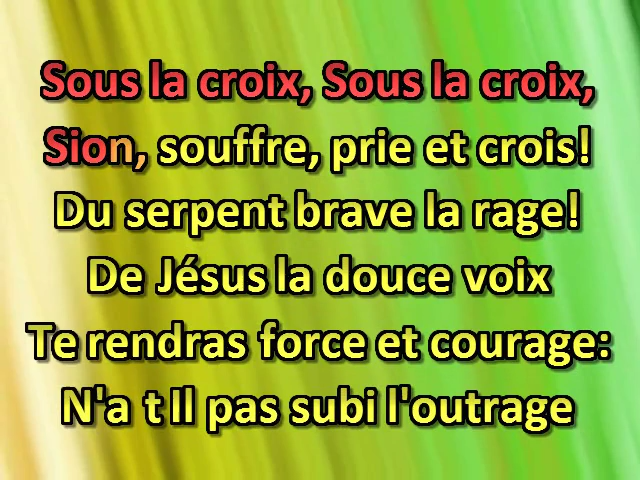 Sous la croix, Sous la croix,
Sion, souffre, prie et crois!
Du serpent brave la rage!
De Jésus la douce voix
Te rendras force et courage:
N'a t Il pas subi l'outrage